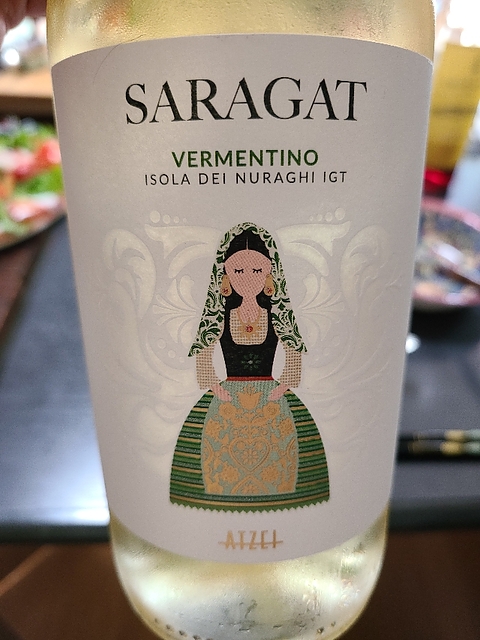 SARAGAT
VERMENTINO
ISOLA DEI NURAGHI IGT
ATZEI